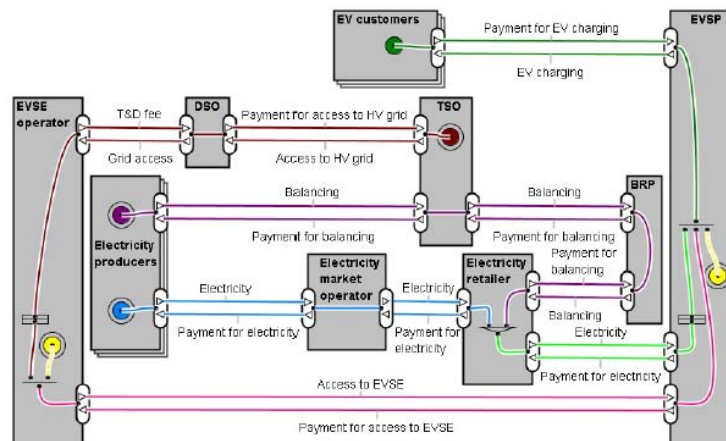 EV customers
Payment for EV charging
EV charging
EVSP
EVSE
operator
T&D fee
Grid access
DSO
Payment for access to HV grid
Access to HV grid
TSO
Balancing
Payment for balancing
Balancing
Payment for balancing
BRP
Electricity
producers
Electricity
Payment for electricity
Electricity
market
operator
Electricity
Payment for
electricity
Electricity
retailer
Payment for
balancing
Balancing
Electricity
Payment for electricity
Access to EVSE
Payment for access to EVSE